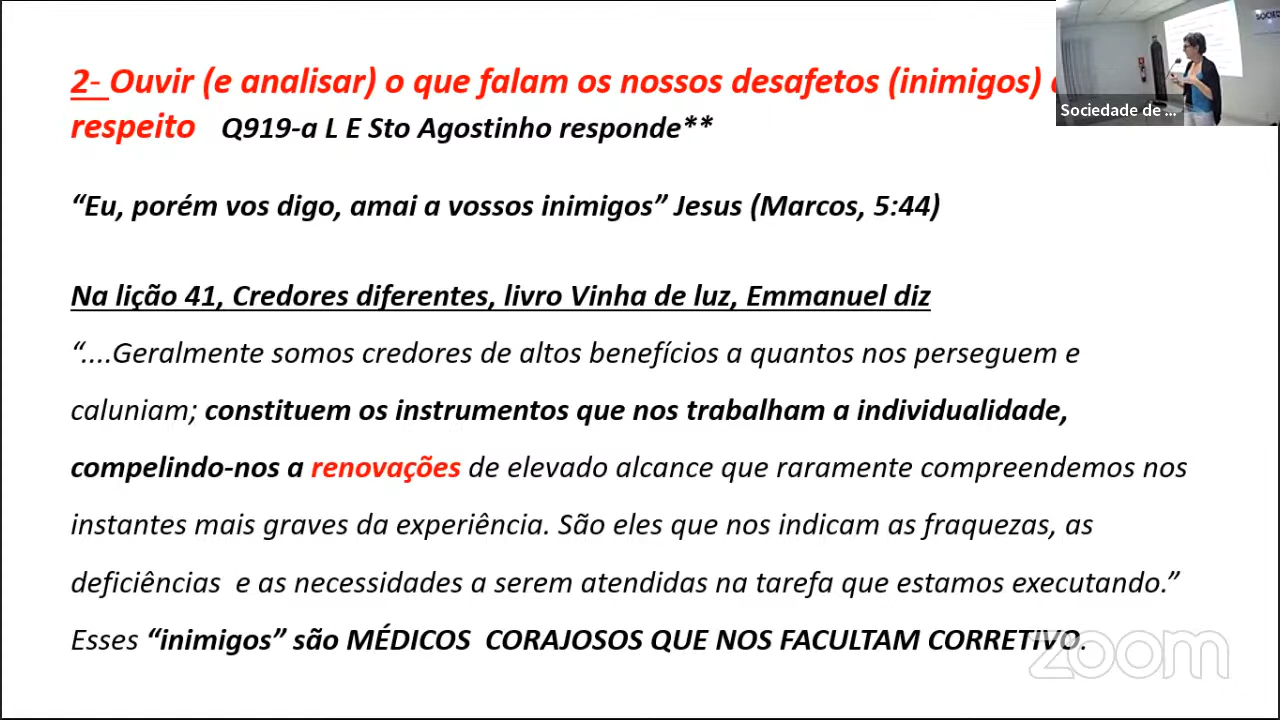 2- Ouvir (e analisar) o que falam os nossos desafetos (inimigos)
respeito Q919-a L E Sto Agostinho responde**
“Eu, porém vos digo, amai a vossos inimigos” Jesus (Marcos, 5:44)
Na lição 41, Credores diferentes, livro Vinha de luz, Emmanuel diz
“....Geralmente somos credores de altos benefícios a quantos nos perseguem e
caluniam; constituem os instrumentos que nos trabalham a individualidade,
compelindo-nos a renovações de elevado alcance que raramente compreendemos nos
instantes mais graves da experiência. São eles que nos indicam as fraquezas, as
deficiências e as necessidades a serem atendidas na tarefa que estamos executando.”
Esses “inimigos” são MÉDICOS CORAJOSOS QUE NOS FACULTAM CORRETIVO.
Sociedade de ...
zoom